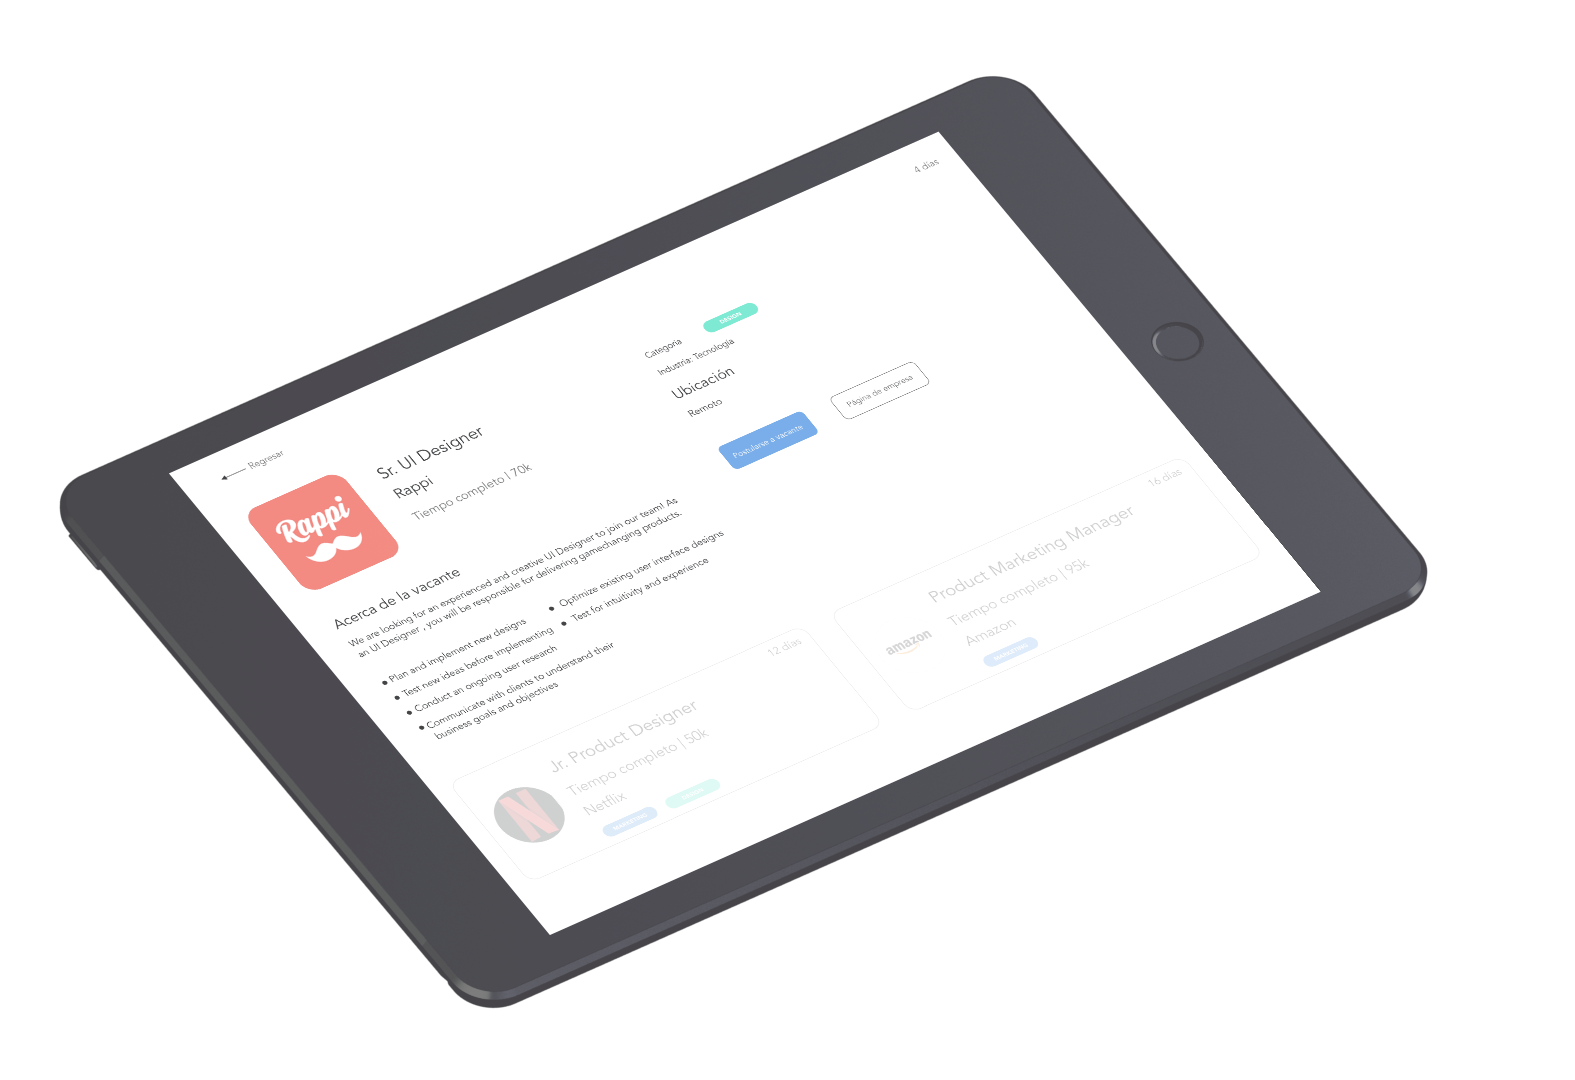 4 días
Regresar
Rappi
Sr. UI Designer
Rappi
Tiempo completo | 70k
Categoría
DESIGN
Industria: Tecnología
Ubicación
Remoto
Postularse a vacante
Página de empresa
Acerca de la vacante
We are looking for an experienced and creative UI Designer to join our team! As
an UI Designer , you will be responsible for delivering gamechanging products.
Plan and implement new designs
Test new ideas before implementing
Conduct an ongoing user research
Communicate with clients to understand their
business goals and objectives
Optimize existing user interface designs
Test for intuitivity and experience
12 días
Jr. Product Designer
Tiempo completo | 50k
Netflix
MARKETING
16 días
Product Marketing Manager
amazon
Tiempo completo | 95k
Amazon
MARKETING